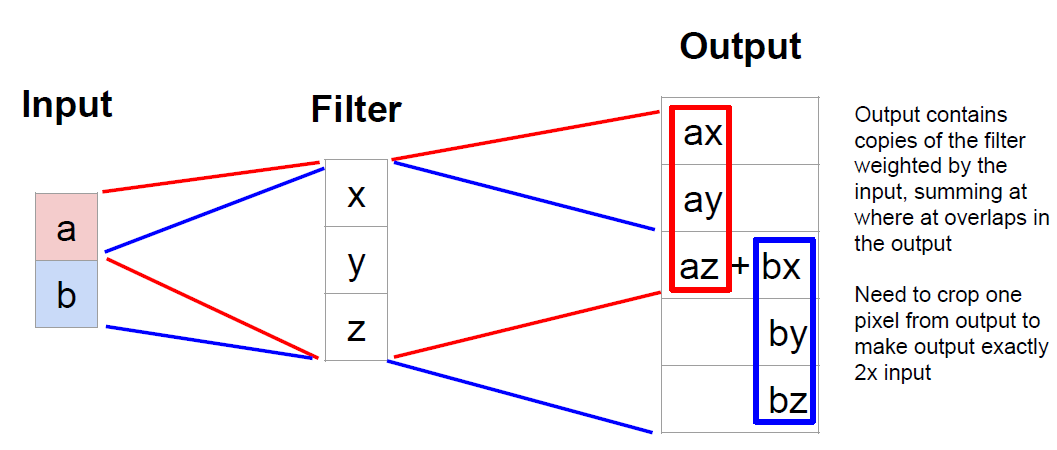 Input
Filter
Output
a
b
x
y
z
ax
ay
az + bx
by
bz
Output contains
copies of the filter
weighted by the
input, summing at
where at overlaps in
the output
Need to crop one
pixel from output to
make output exactly
2x input